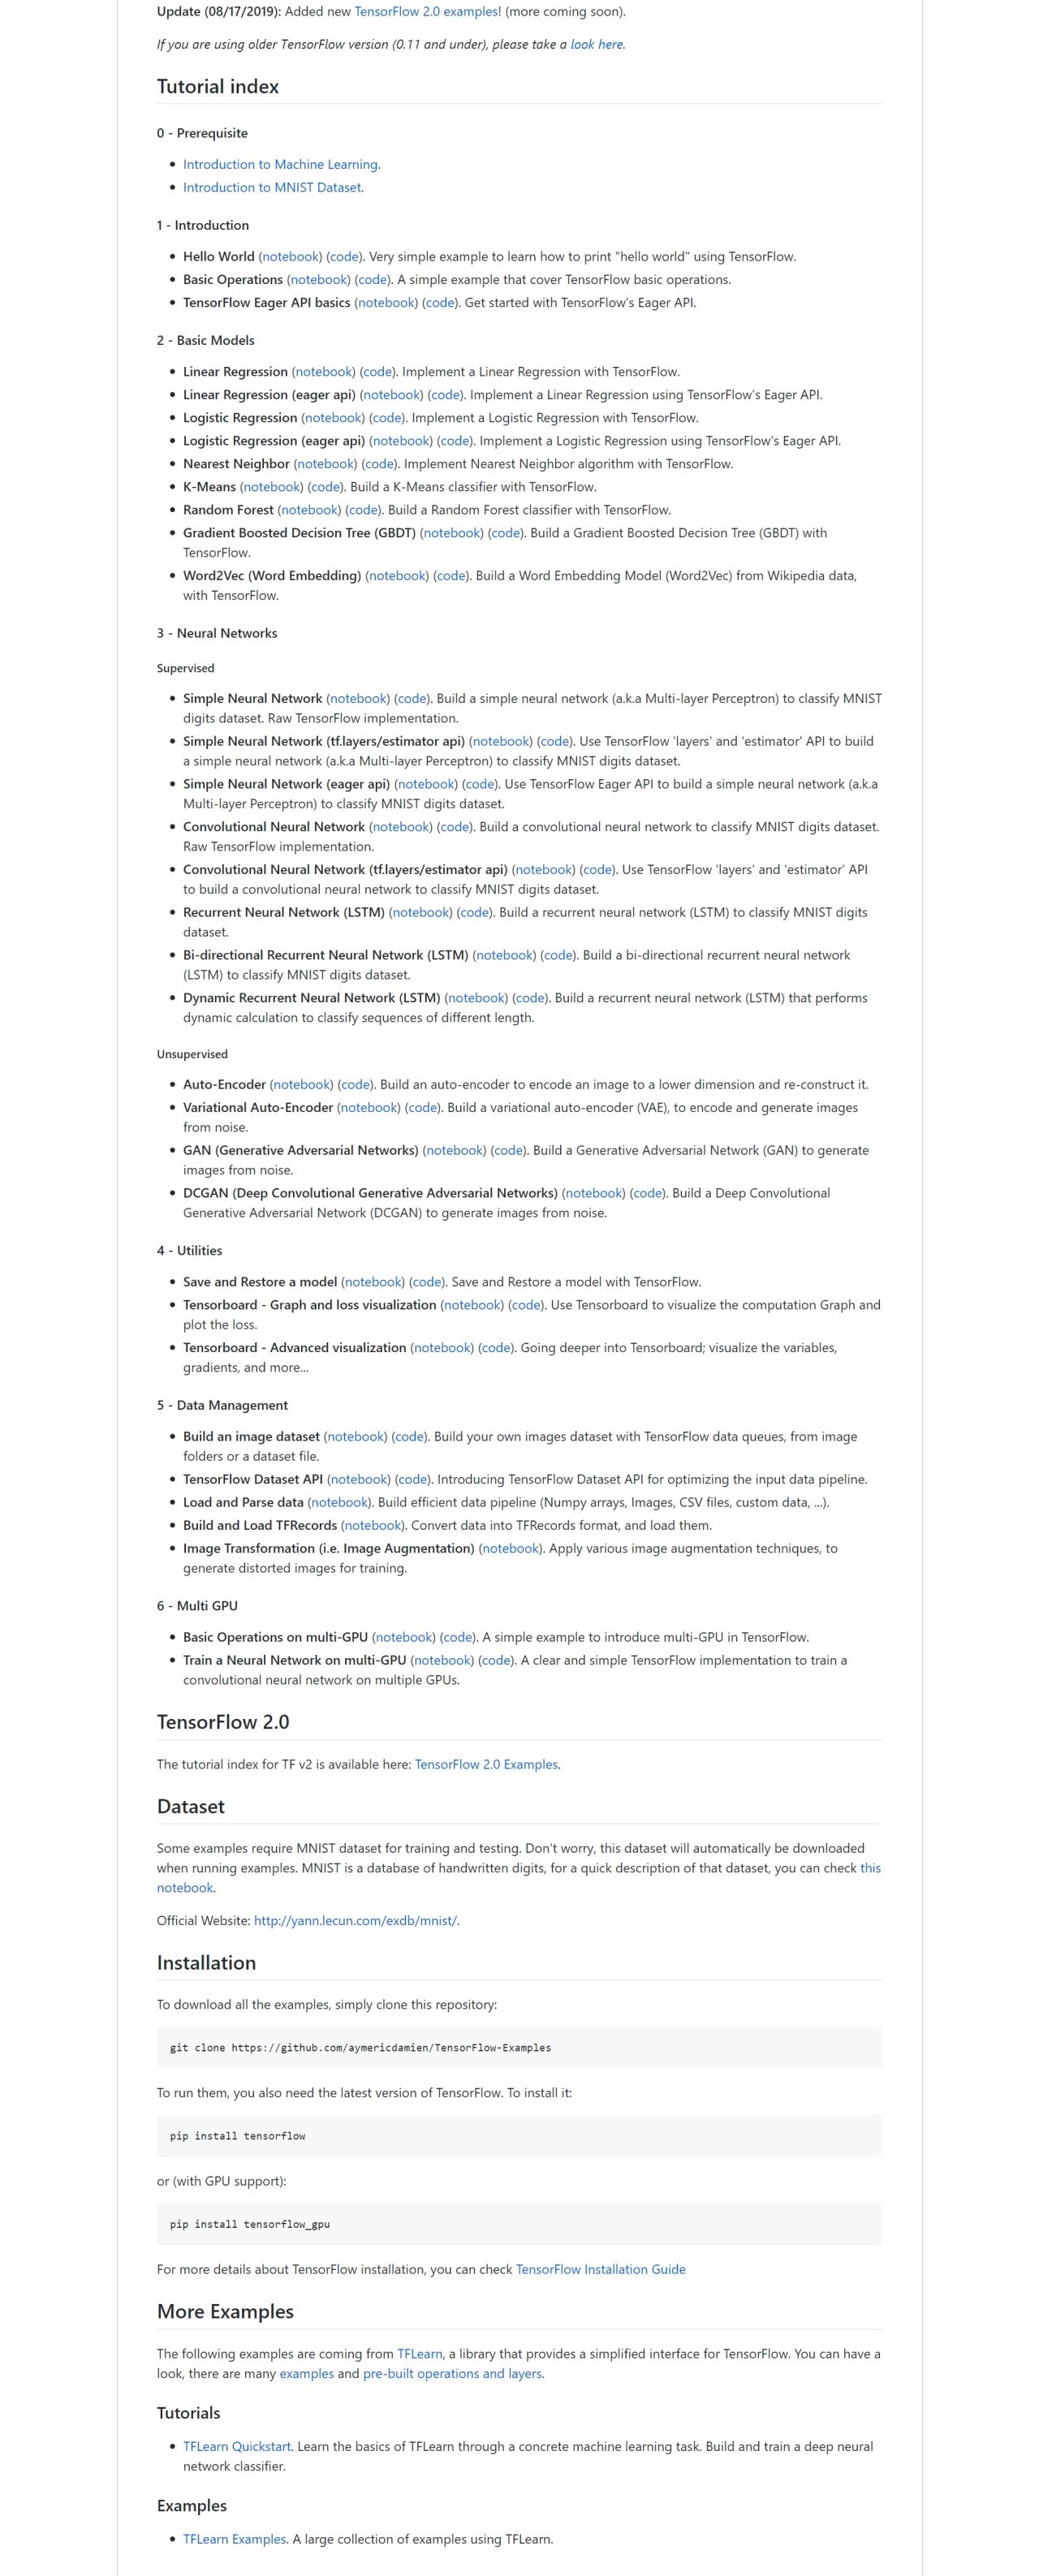 Update (08/17/2019): Added new TensorFlow 2.0 examples! (more coming soon).
If you are using older TensorFlow version (0.11 and under), please take a look here.
Tutorial index
0 - Prerequisite
• Introduction to Machine Learning.
• Introduction to MNIST Dataset.
1 - Introduction
• Hello World (notebook) (code). Very simple example to learn how to print "hello world" using TensorFlow.
• Basic Operations (notebook) (code). A simple example that cover TensorFlow basic operations.
• TensorFlow Eager API basics (notebook) (code). Get started with TensorFlow's Eager API.
2 - Basic Models
• Linear Regression (notebook) (code). Implement a Linear Regression with TensorFlow.
• Linear Regression (eager api) (notebook) (code). Implement a Linear Regression using TensorFlow's Eager API.
• Logistic Regression (notebook) (code). Implement a Logistic Regression with TensorFlow.
• Logistic Regression (eager api) (notebook) (code). Implement a Logistic Regression using TensorFlow's Eager API.
• Nearest Neighbor (notebook) (code). Implement Nearest Neighbor algorithm with TensorFlow.
• K-Means (notebook) (code). Build a K-Means classifier with TensorFlow.
• Random Forest (notebook) (code). Build a Random Forest classifier with TensorFlow.
• Gradient Boosted Decision Tree (GBDT) (notebook) (code). Build a Gradient Boosted Decision Tree (GBDT) with
TensorFlow.
• Word2Vec (Word Embedding) (notebook) (code). Build a Word Embedding Model (Word2Vec) from Wikipedia data,
with TensorFlow.
3 - Neural Networks
Supervised
• Simple Neural Network (notebook) (code). Build a simple neural network (a.k.a Multi-layer Perceptron) to classify MNIST
digits dataset. Raw TensorFlow implementation.
• Simple Neural Network (tf.layers/estimator api) (notebook) (code). Use TensorFlow 'layers' and 'estimator' API to build
a simple neural network (a.k.a Multi-layer Perceptron) to classify MNIST digits dataset.
• Simple Neural Network (eager api) (notebook) (code). Use TensorFlow Eager API to build a simple neural network (a.k.a
Multi-layer Perceptron) to classify MNIST digits dataset.
• Convolutional Neural Network (notebook) (code). Build a convolutional neural network to classify MNIST digits dataset.
Raw TensorFlow implementation.
• Convolutional Neural Network (tf.layers/estimator api) (notebook) (code). Use TensorFlow 'layers' and 'estimator' API
to build a convolutional neural network to classify MNIST digits dataset.
• Recurrent Neural Network (LSTM) (notebook) (code). Build a recurrent neural network (LSTM) to classify MNIST digits
dataset.
• Bi-directional Recurrent Neural Network (LSTM) (notebook) (code). Build a bi-directional recurrent neural network
(LSTM) to classify MNIST digits dataset.
• Dynamic Recurrent Neural Network (LSTM) (notebook) (code). Build a recurrent neural network (LSTM) that performs
dynamic calculation to classify sequences of different length.
Unsupervised
• Auto-Encoder (notebook) (code). Build an auto-encoder to encode an image to a lower dimension and re-construct it.
• Variational Auto-Encoder (notebook) (code). Build a variational auto-encoder (VAE), to encode and generate images
from noise.
• GAN (Generative Adversarial Networks) (notebook) (code). Build a Generative Adversarial Network (GAN) to generate
images from noise.
• DCGAN (Deep Convolutional Generative Adversarial Networks) (notebook) (code). Build a Deep Convolutional
Generative Adversarial Network (DCGAN) to generate images from noise.
4 - Utilities
• Save and Restore a model (notebook) (code). Save and Restore a model with TensorFlow.
• Tensorboard - Graph and loss visualization (notebook) (code). Use Tensorboard to visualize the computation Graph and
plot the loss.
• Tensorboard - Advanced visualization (notebook) (code). Going deeper into Tensorboard; visualize the variables,
gradients, and more...
5 - Data Management
• Build an image dataset (notebook) (code). Build your own images dataset with TensorFlow data queues, from image
folders or a dataset file.
• TensorFlow Dataset API (notebook) (code). Introducing TensorFlow Dataset API for optimizing the input data pipeline.
• Load and Parse data (notebook). Build efficient data pipeline (Numpy arrays, Images, CSV files, custom data, ...).
• Build and Load TFRecords (notebook). Convert data into TFRecords format, and load them.
• Image Transformation (i.e. Image Augmentation) (notebook). Apply various image augmentation techniques, to
generate distorted images for training.
6 - Multi GPU
• Basic Operations on multi-GPU (notebook) (code). A simple example to introduce multi-GPU in TensorFlow.
• Train a Neural Network on multi-GPU (notebook) (code). A clear and simple TensorFlow implementation to train a
convolutional neural network on multiple GPUs.
TensorFlow 2.0
The tutorial index for TF v2 is available here: TensorFlow 2.0 Examples.
Dataset
Some examples require MNIST dataset for training and testing. Don't worry, this dataset will automatically be downloaded
when running examples. MNIST is a database of handwritten digits, for a quick description of that dataset, you can check this
notebook.
Official Website: http://yann.lecun.com/exdb/mnist/.
Installation
To download all the examples, simply clone this repository:
git clone https://github.com/aymericdamien/TensorFlow-Examples
To run them, you also need the latest version of TensorFlow. To install it:
pip install tensorflow
or (with GPU support):
pip install tensorflow_gpu
For more details about TensorFlow installation, you can check TensorFlow Installation Guide
More Examples
The following examples are coming from TFLearn, a library that provides a simplified interface for TensorFlow. You can have a
look, there are many examples and pre-built operations and layers.
Tutorials
• TFLearn Quickstart. Learn the basics of TFLearn through a concrete machine learning task. Build and train a deep neural
network classifier.
Examples
• TFLearn Examples. A large collection of examples using TFLearn.